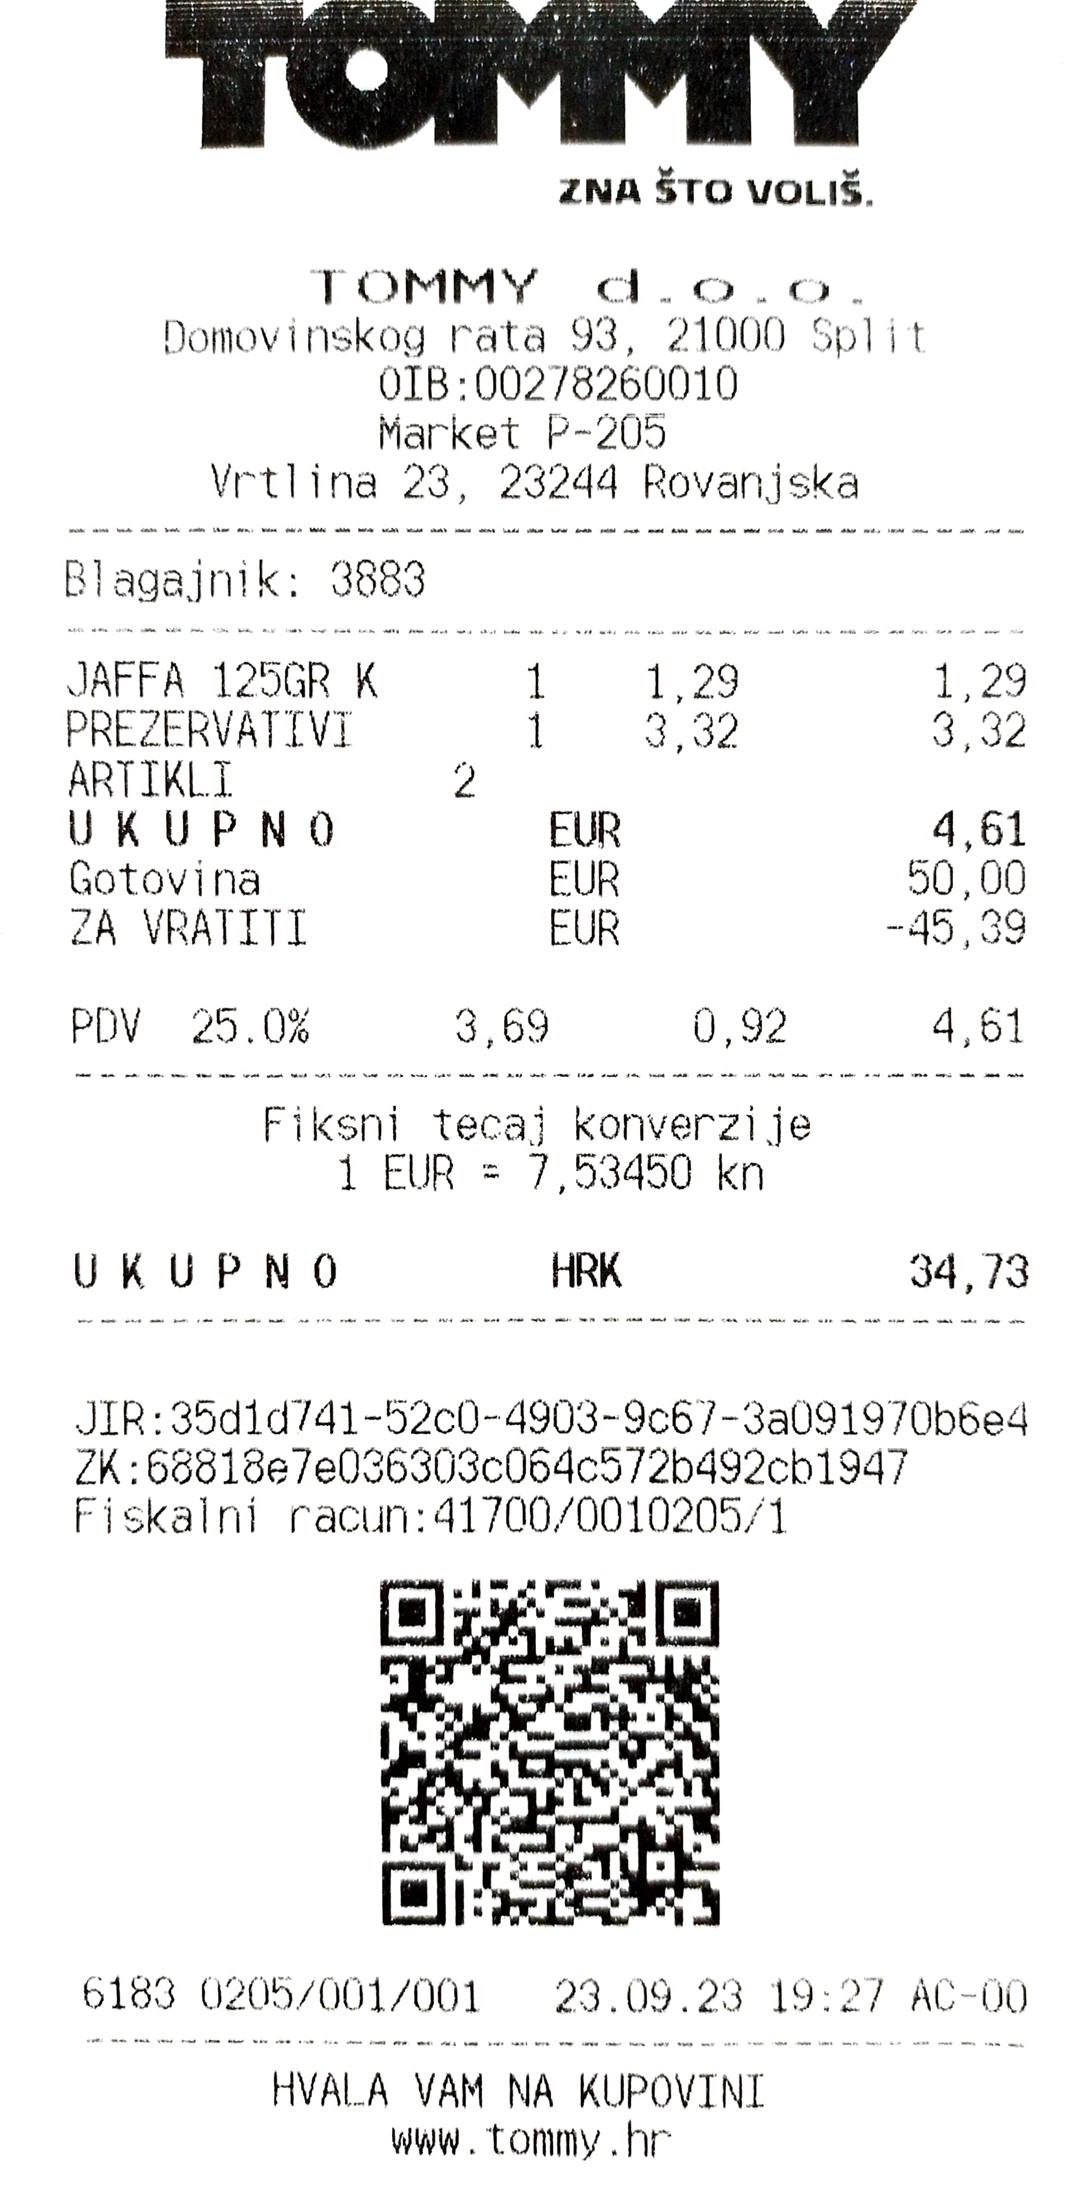 TOMMY
ZNA ŠTO VOLIŠ.
TOMMY d.o.o.
Domovinskog rata 93, 21000 Split
OIB:00278260010
Market P-205
Vrtlina 23, 23244 Rovanjska
Blagajnik: 3883
JAFFA 125GR K 1 1,29 1,29
PREZERVATIVI 1 3,32 3,32
ARTIKLI 2
U K U P N O EUR 4,61
Gotovina EUR 50,00
ZA VRATITI EUR -45,39
PDV 25.0% 3,69 0,92 4,61
Fiksni tecaj konverzije
1 EUR = 7,53450 kn
U K U P N O HRK 34,73
JIR:35d1d741-52c0-4903-9c67-3a091970b6e4
ZK:68818e7e036303c064c572b492cb1947
Fiskalni racun:41700/0010205/1
6183 0205/001/001 23.09.23 19:27 AC-00
HVALA VAM NA KUPOVINI
www.tommy.hr